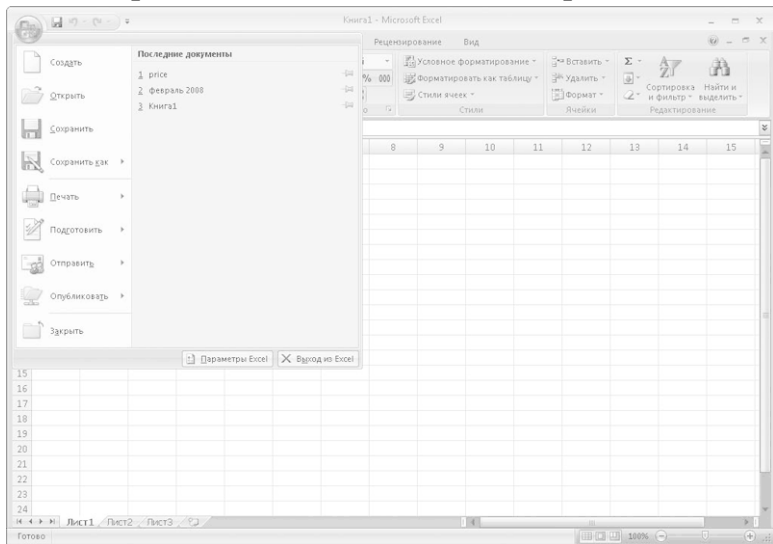 Книга1 - Microsoft Excel
Рецензирование Вид
Создать
Открыть
Сохранить
Сохранить как
Печать
Подготовить
Отправить
Опубликовать
Закрыть
Последние документы
1 price
2 февраль 2008
3 Книга1
Параметры Excel
Выход из Excel
% 000
Условное форматирование
Форматировать как таблицу
Стили ячеек
Стили
Вставить
Удалить
Формат
Ячейки
Σ
Сортировка и фильтр
Найти и выделить
Редактирование
8 9 10 11 12 13 14 15
15
16
17
18
19
20
21
22
23
24
Лист1 Лист2 Лист3
Готово
100%